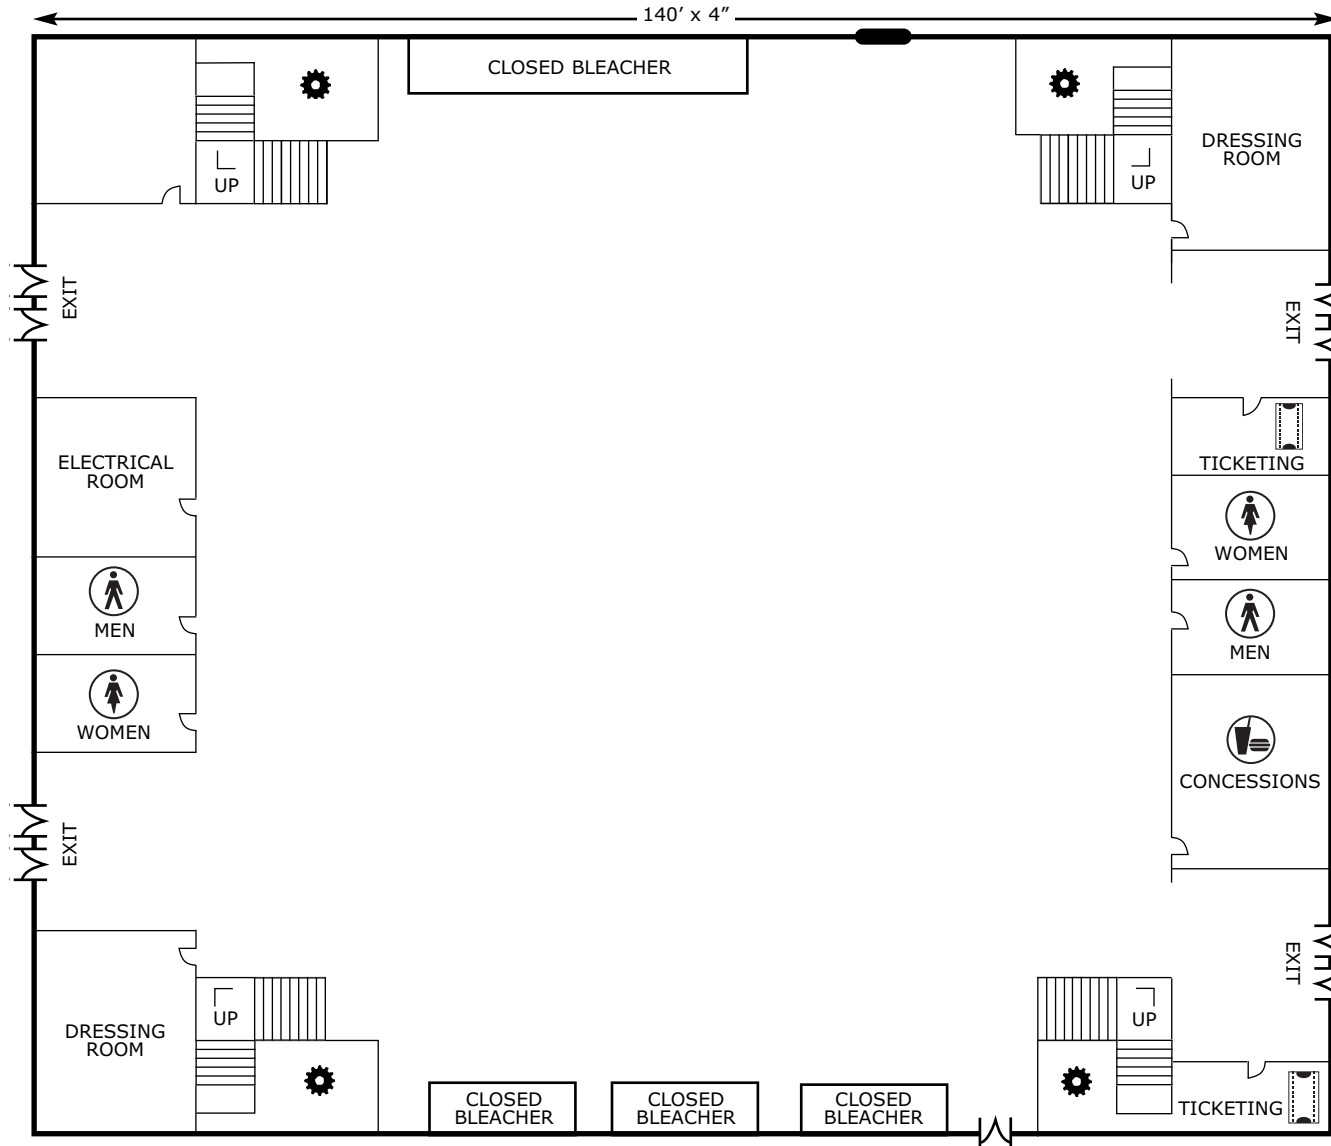 140’ x 4”
CLOSED BLEACHER
DRESSING
ROOM
UP
UP
EXIT
EXIT
ELECTRICAL
ROOM
TICKETING
WOMEN
MEN
MEN
WOMEN
CONCESSIONS
EXIT
EXIT
UP
UP
DRESSING
ROOM
CLOSED
BLEACHER
CLOSED
BLEACHER
CLOSED
BLEACHER
TICKETING